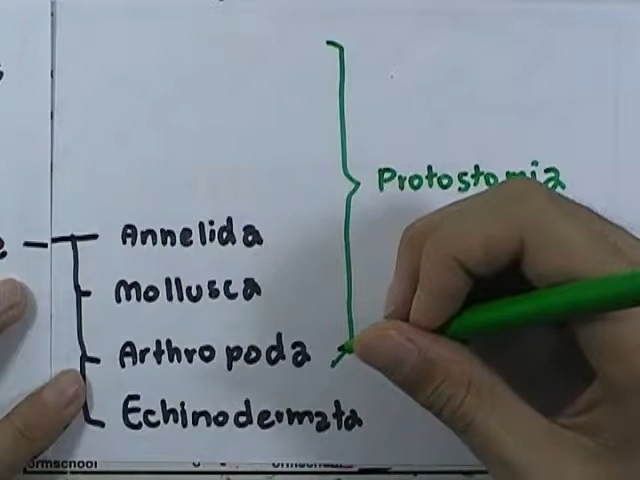 Protostomia
Annelida
Mollusca
Arthropoda
Echinodermata